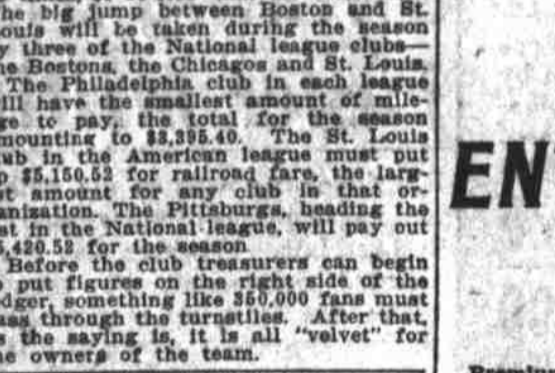 he big jump between Boston and St.
ouis will be taken during the season
y three of the National league clubs—
he Bostons, the Chicagos and St. Louis.
The Philadelphia club in each league
ill have the smallest amount of mile-
ge to pay, the total for the season
mounting to $3,395.40. The St. Louis
ub in the American league must put
p $5,150.52 for railroad fare, the larg-
st amount for any club in that or-
anization. The Pittsburgs, heading the
st in the National league, will pay out
5,420.52 for the season
Before the club treasurers can begin
o put figures on the right side of the
edger, something like 350,000 fans must
ass through the turnstiles. After that,
s the saying is, it is all "velvet" for
he owners of the team.
EN